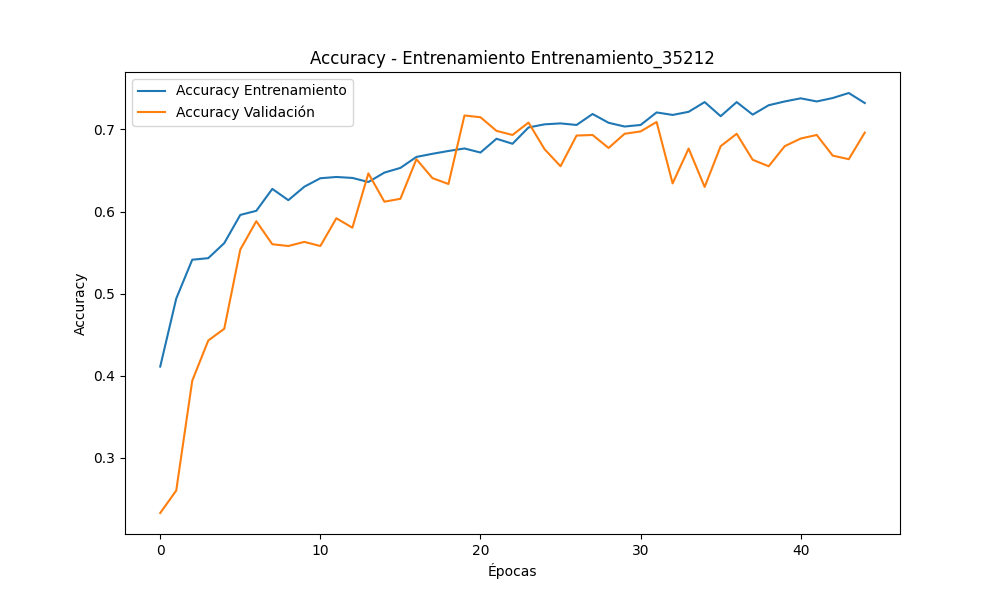 Accuracy - Entrenamiento Entrenamiento_35212
Accuracy Entrenamiento
Accuracy Validación
0.7
0.6
0.5
0.4
0.3
Accuracy
0 10 20 30 40
Épocas